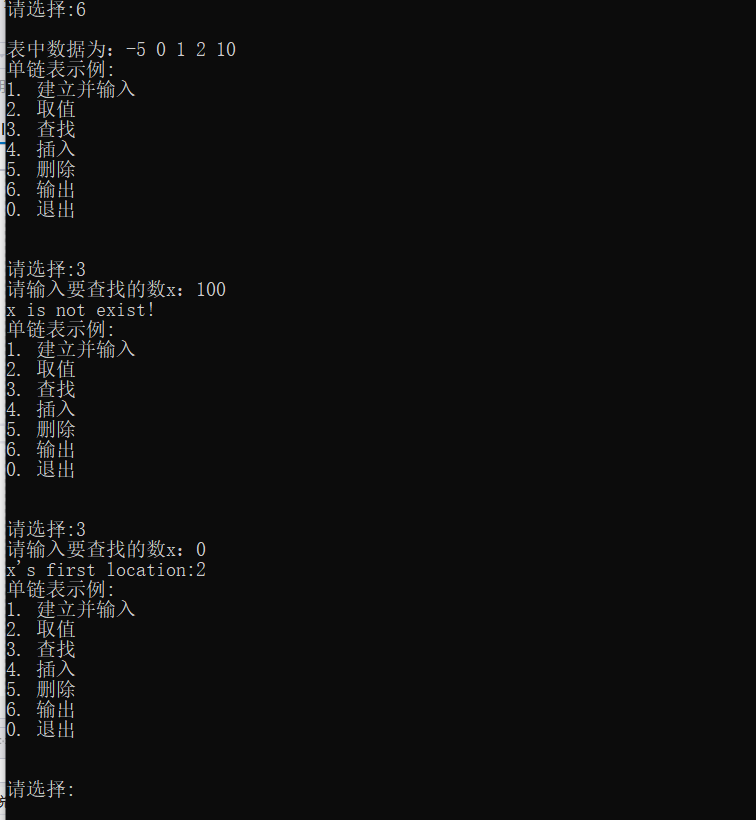 请选择:6
表中数据为: -5 0 1 2 10
单链表示例:
1. 建立并输入
2. 取值
3. 查找
4. 插入
5. 删除
6. 输出
0. 退出
请选择:3
请输入要查找的数x: 100
x is not exist!
单链表示例:
1. 建立并输入
2. 取值
3. 查找
4. 插入
5. 删除
6. 输出
0. 退出
请选择:3
请输入要查找的数x: 0
x's first location:2
单链表示例:
1. 建立并输入
2. 取值
3. 查找
4. 插入
5. 删除
6. 输出
0. 退出
请选择: